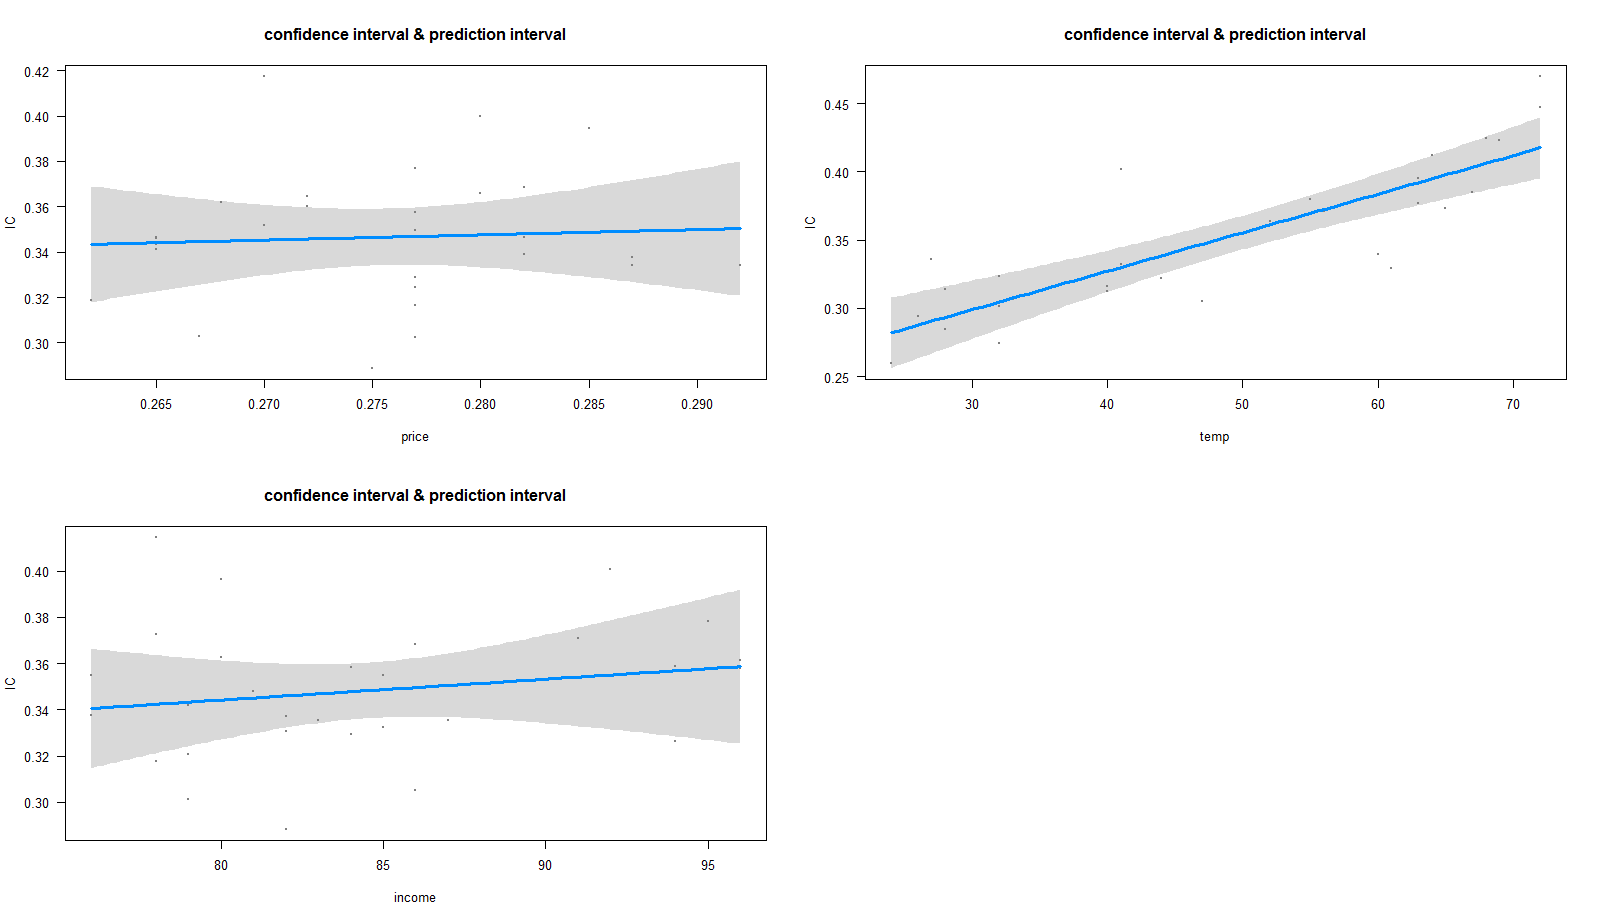 confidence interval & prediction interval
0.42
0.40
0.38
0.36
0.34
0.32
0.30
IC
0.265 0.270 0.275 0.280 0.285 0.290
price
confidence interval & prediction interval
0.45
0.40
0.35
0.30
0.25
IC
30 40 50 60 70
temp
confidence interval & prediction interval
0.40
0.38
0.36
0.34
0.32
0.30
IC
80 85 90 95
income